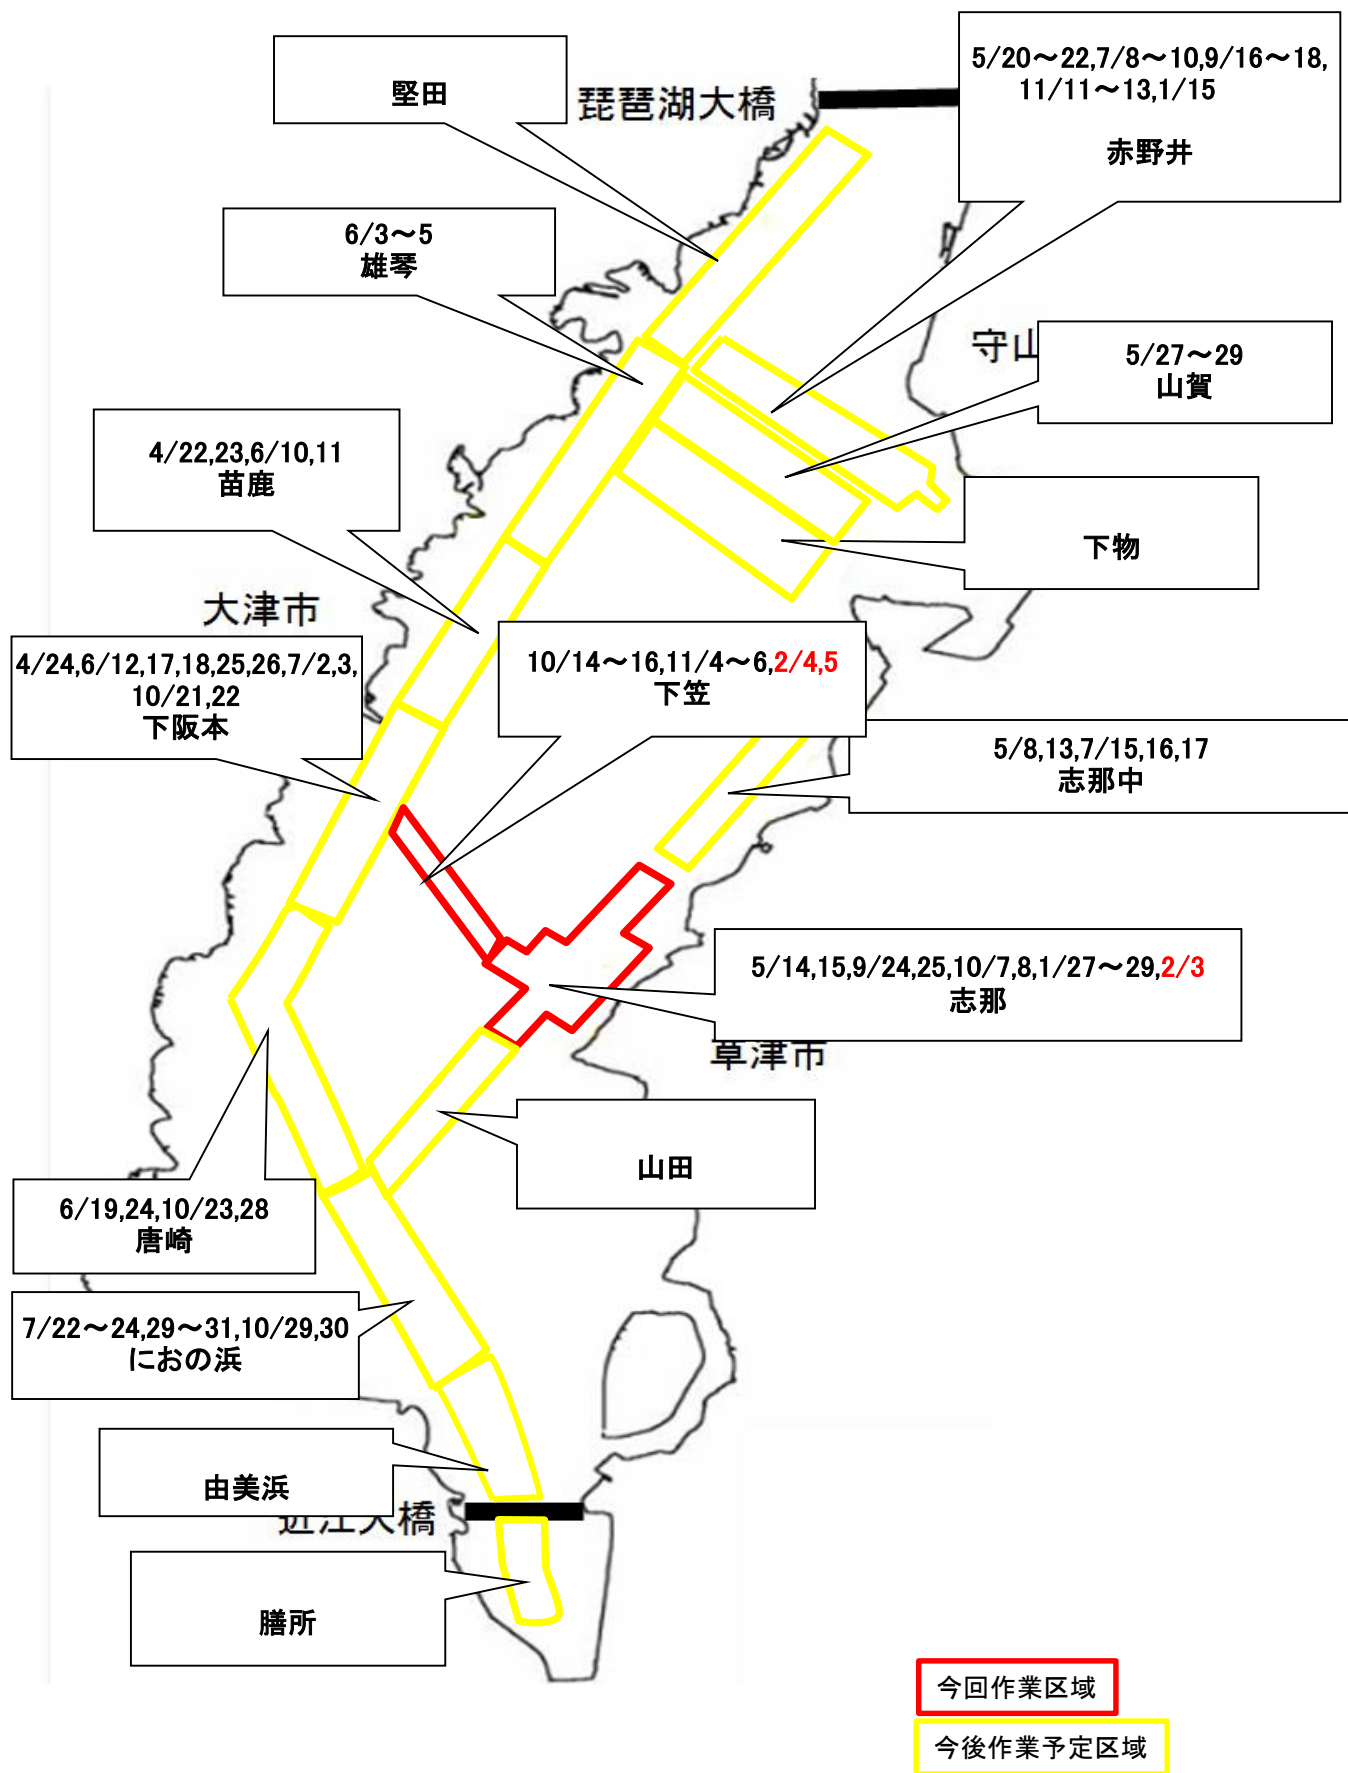 堅田
琵琶湖大橋
5/20～22,7/8～10,9/16～18,
11/11～13,1/15
赤野井
6/3～5
雄琴
守山
5/27～29
山賀
4/22,23,6/10,11
苗鹿
下物
大津市
4/24,6/12,17,18,25,26,7/2,3,
10/21,22
下阪本
10/14～16,11/4～6,2/4,5
下笠
5/8,13,7/15,16,17
志那中
5/14,15,9/24,25,10/7,8,1/27～29,2/3
志那
草津市
山田
6/19,24,10/23,28
唐崎
7/22～24,29～31,10/29,30
におの浜
由美浜
近江大橋
膳所
今回作業区域
今後作業予定区域